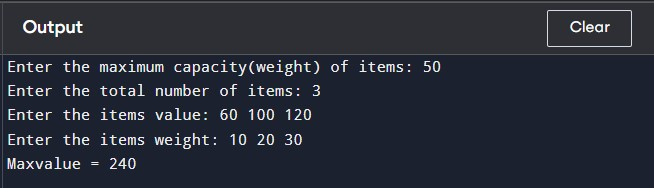 Output
Clear
Enter the maximum capacity(weight) of items: 50
Enter the total number of items: 3
Enter the items value: 60 100 120
Enter the items weight: 10 20 30
Maxvalue = 240